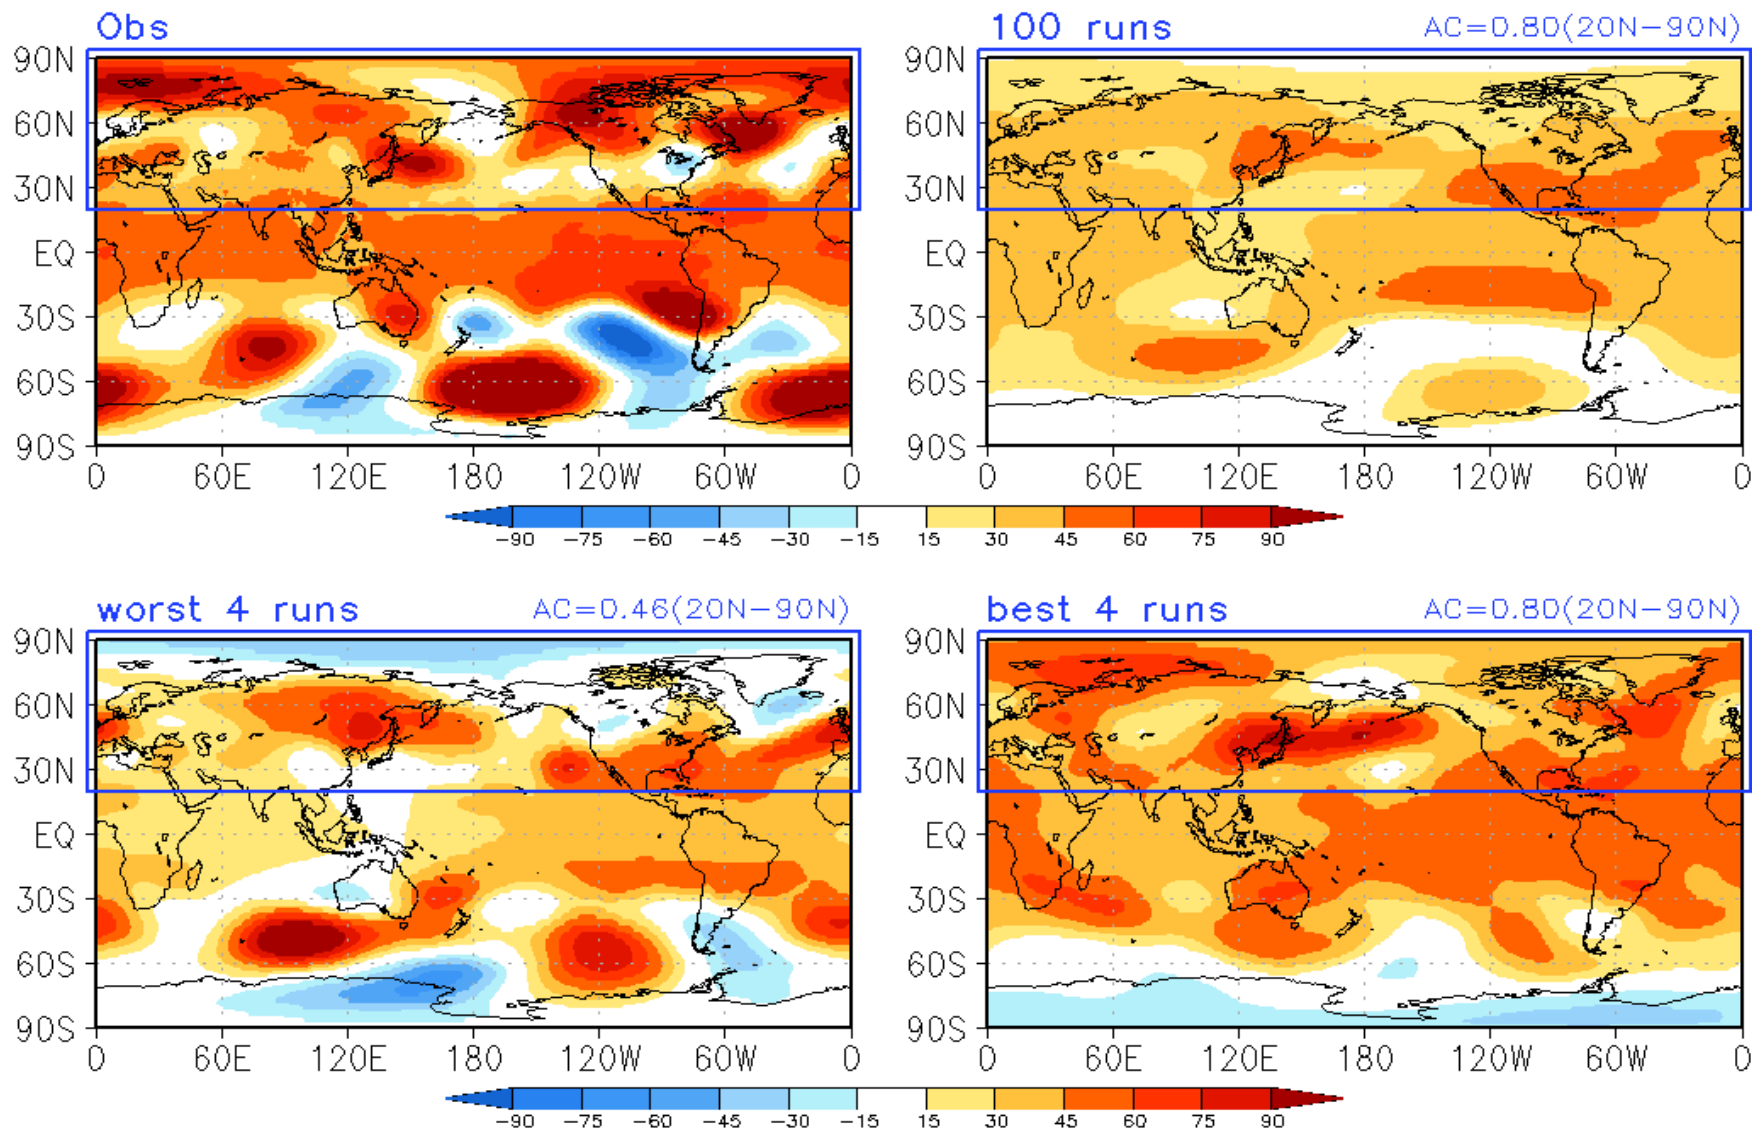 Obs
100 runs AC=0.80(20N-90N)
90N 90N
60N 60N
30N 30N
EQ EQ
30S 30S
60S 60S
90S 90S
0 60E 120E 180 120W 60W 0 0 60E 120E 180 120W 60W 0
-90 -75 -60 -45 -30 -15 15 30 45 60 75 90
worst 4 runs AC=0.46(20N-90N) best 4 runs AC=0.80(20N-90N)
90N 90N
60N 60N
30N 30N
EQ EQ
30S 30S
60S 60S
90S 90S
0 60E 120E 180 120W 60W 0 0 60E 120E 180 120W 60W 0
-90 -75 -60 -45 -30 -15 15 30 45 60 75 90